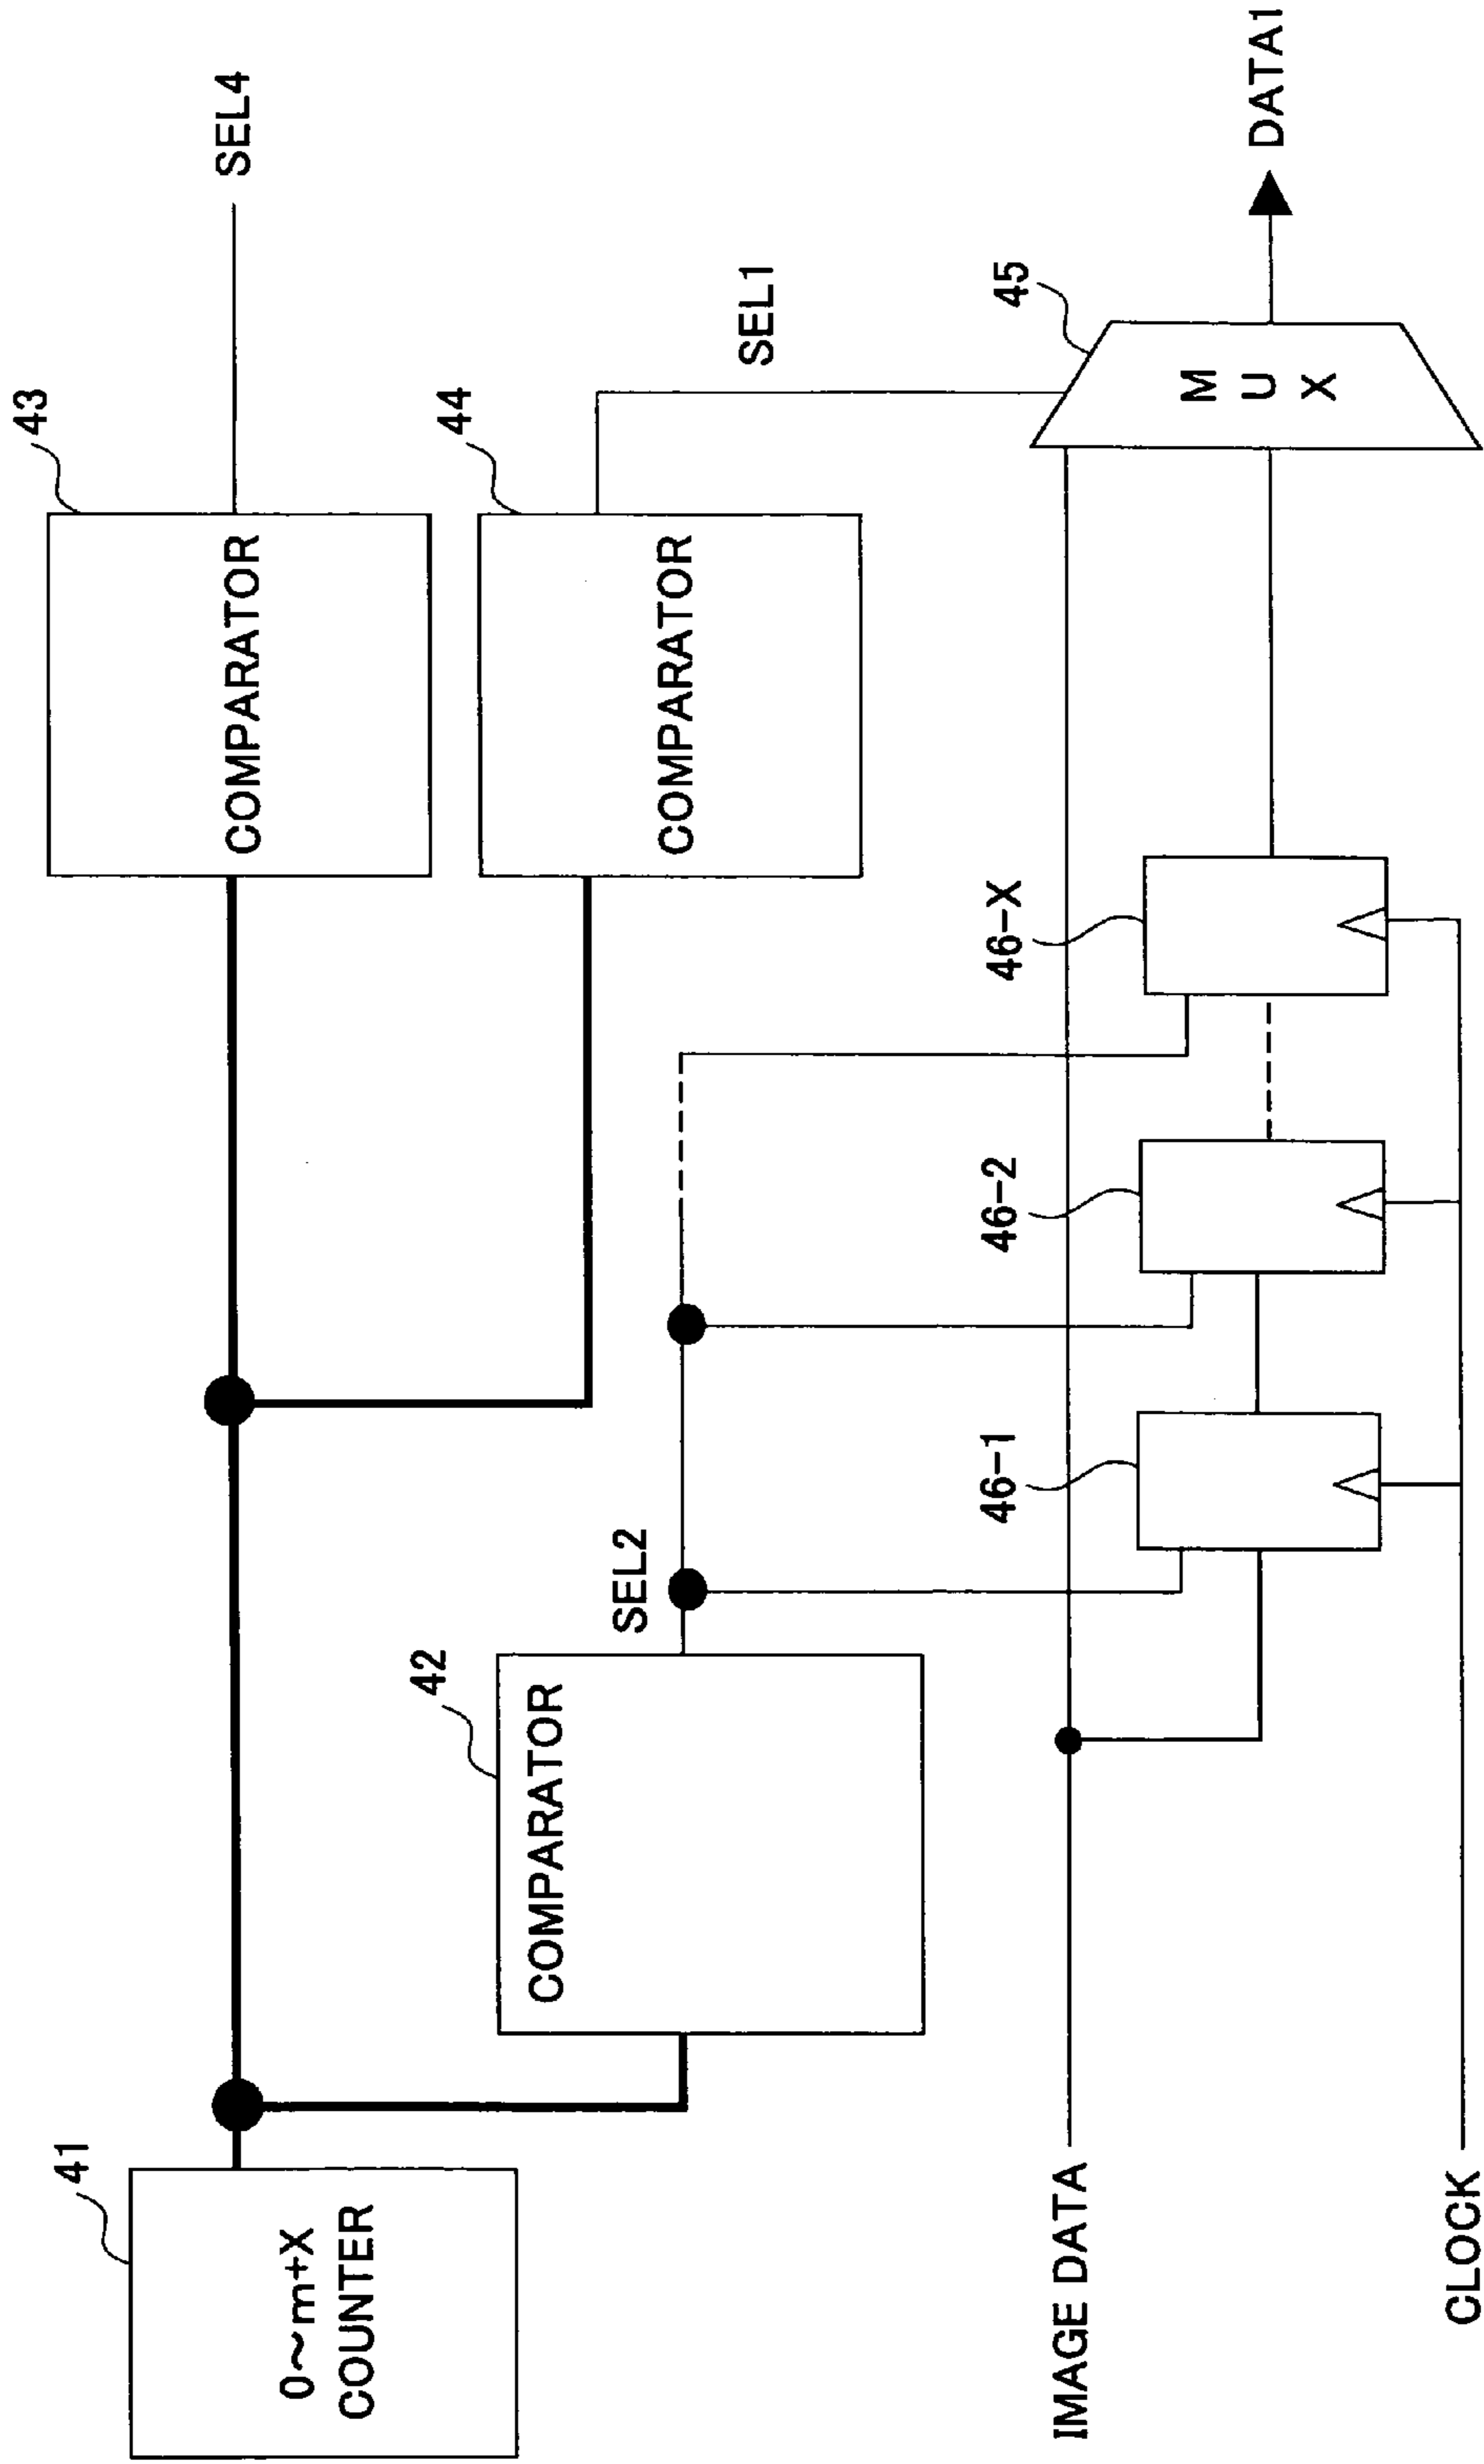 43
SEL4
COMPARATOR
41
0~m+X
COUNTER
44
COMPARATOR
42
COMPARATOR
SEL2
SEL1
46-1
46-2
46-X
45
IMAGE DATA
MUX
DATA1
CLOCK